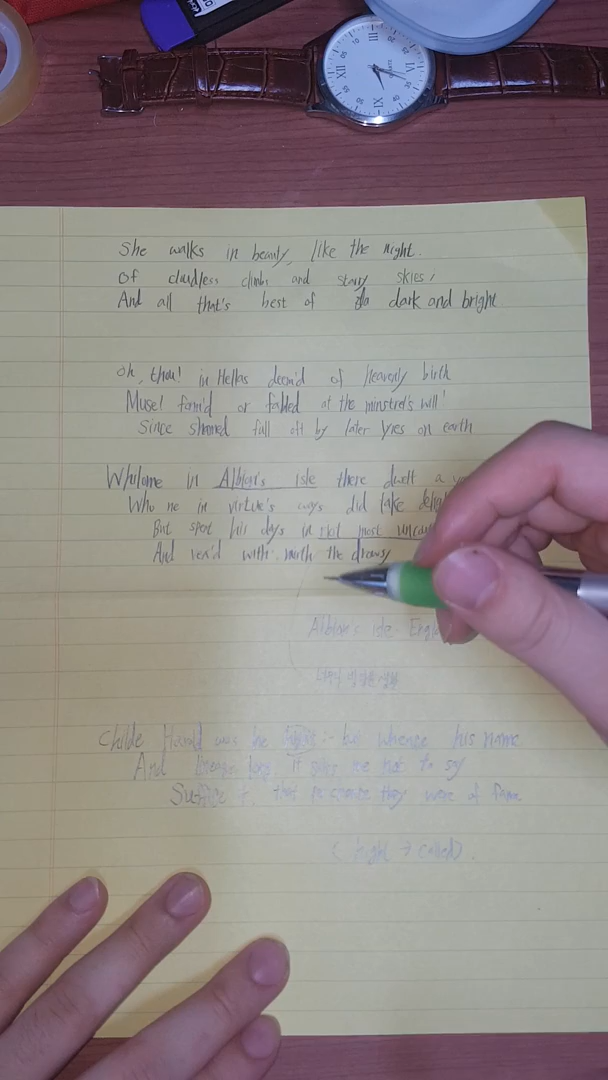 She walks in beauty, like the night.
Of cloudless climbs and starry skies,
And all that's best of dark and bright
Oh, thou! in Hellas deem'd of Heavenly birth
Muse! form'd or fabled at the minstrel's will!
Since shamed full oft by later lyres on earth
Whilome in Albion's isle there dwelt a
Who ne in virtue's ways did take
But spent his days in riot most
And vex'd with mirth the drowsy
Albion's isle
Childe Harold was he hight :- but whence his name
And lineage long, it suits me not to say
Suffice it, that perchance they were of fame
(hight → called).